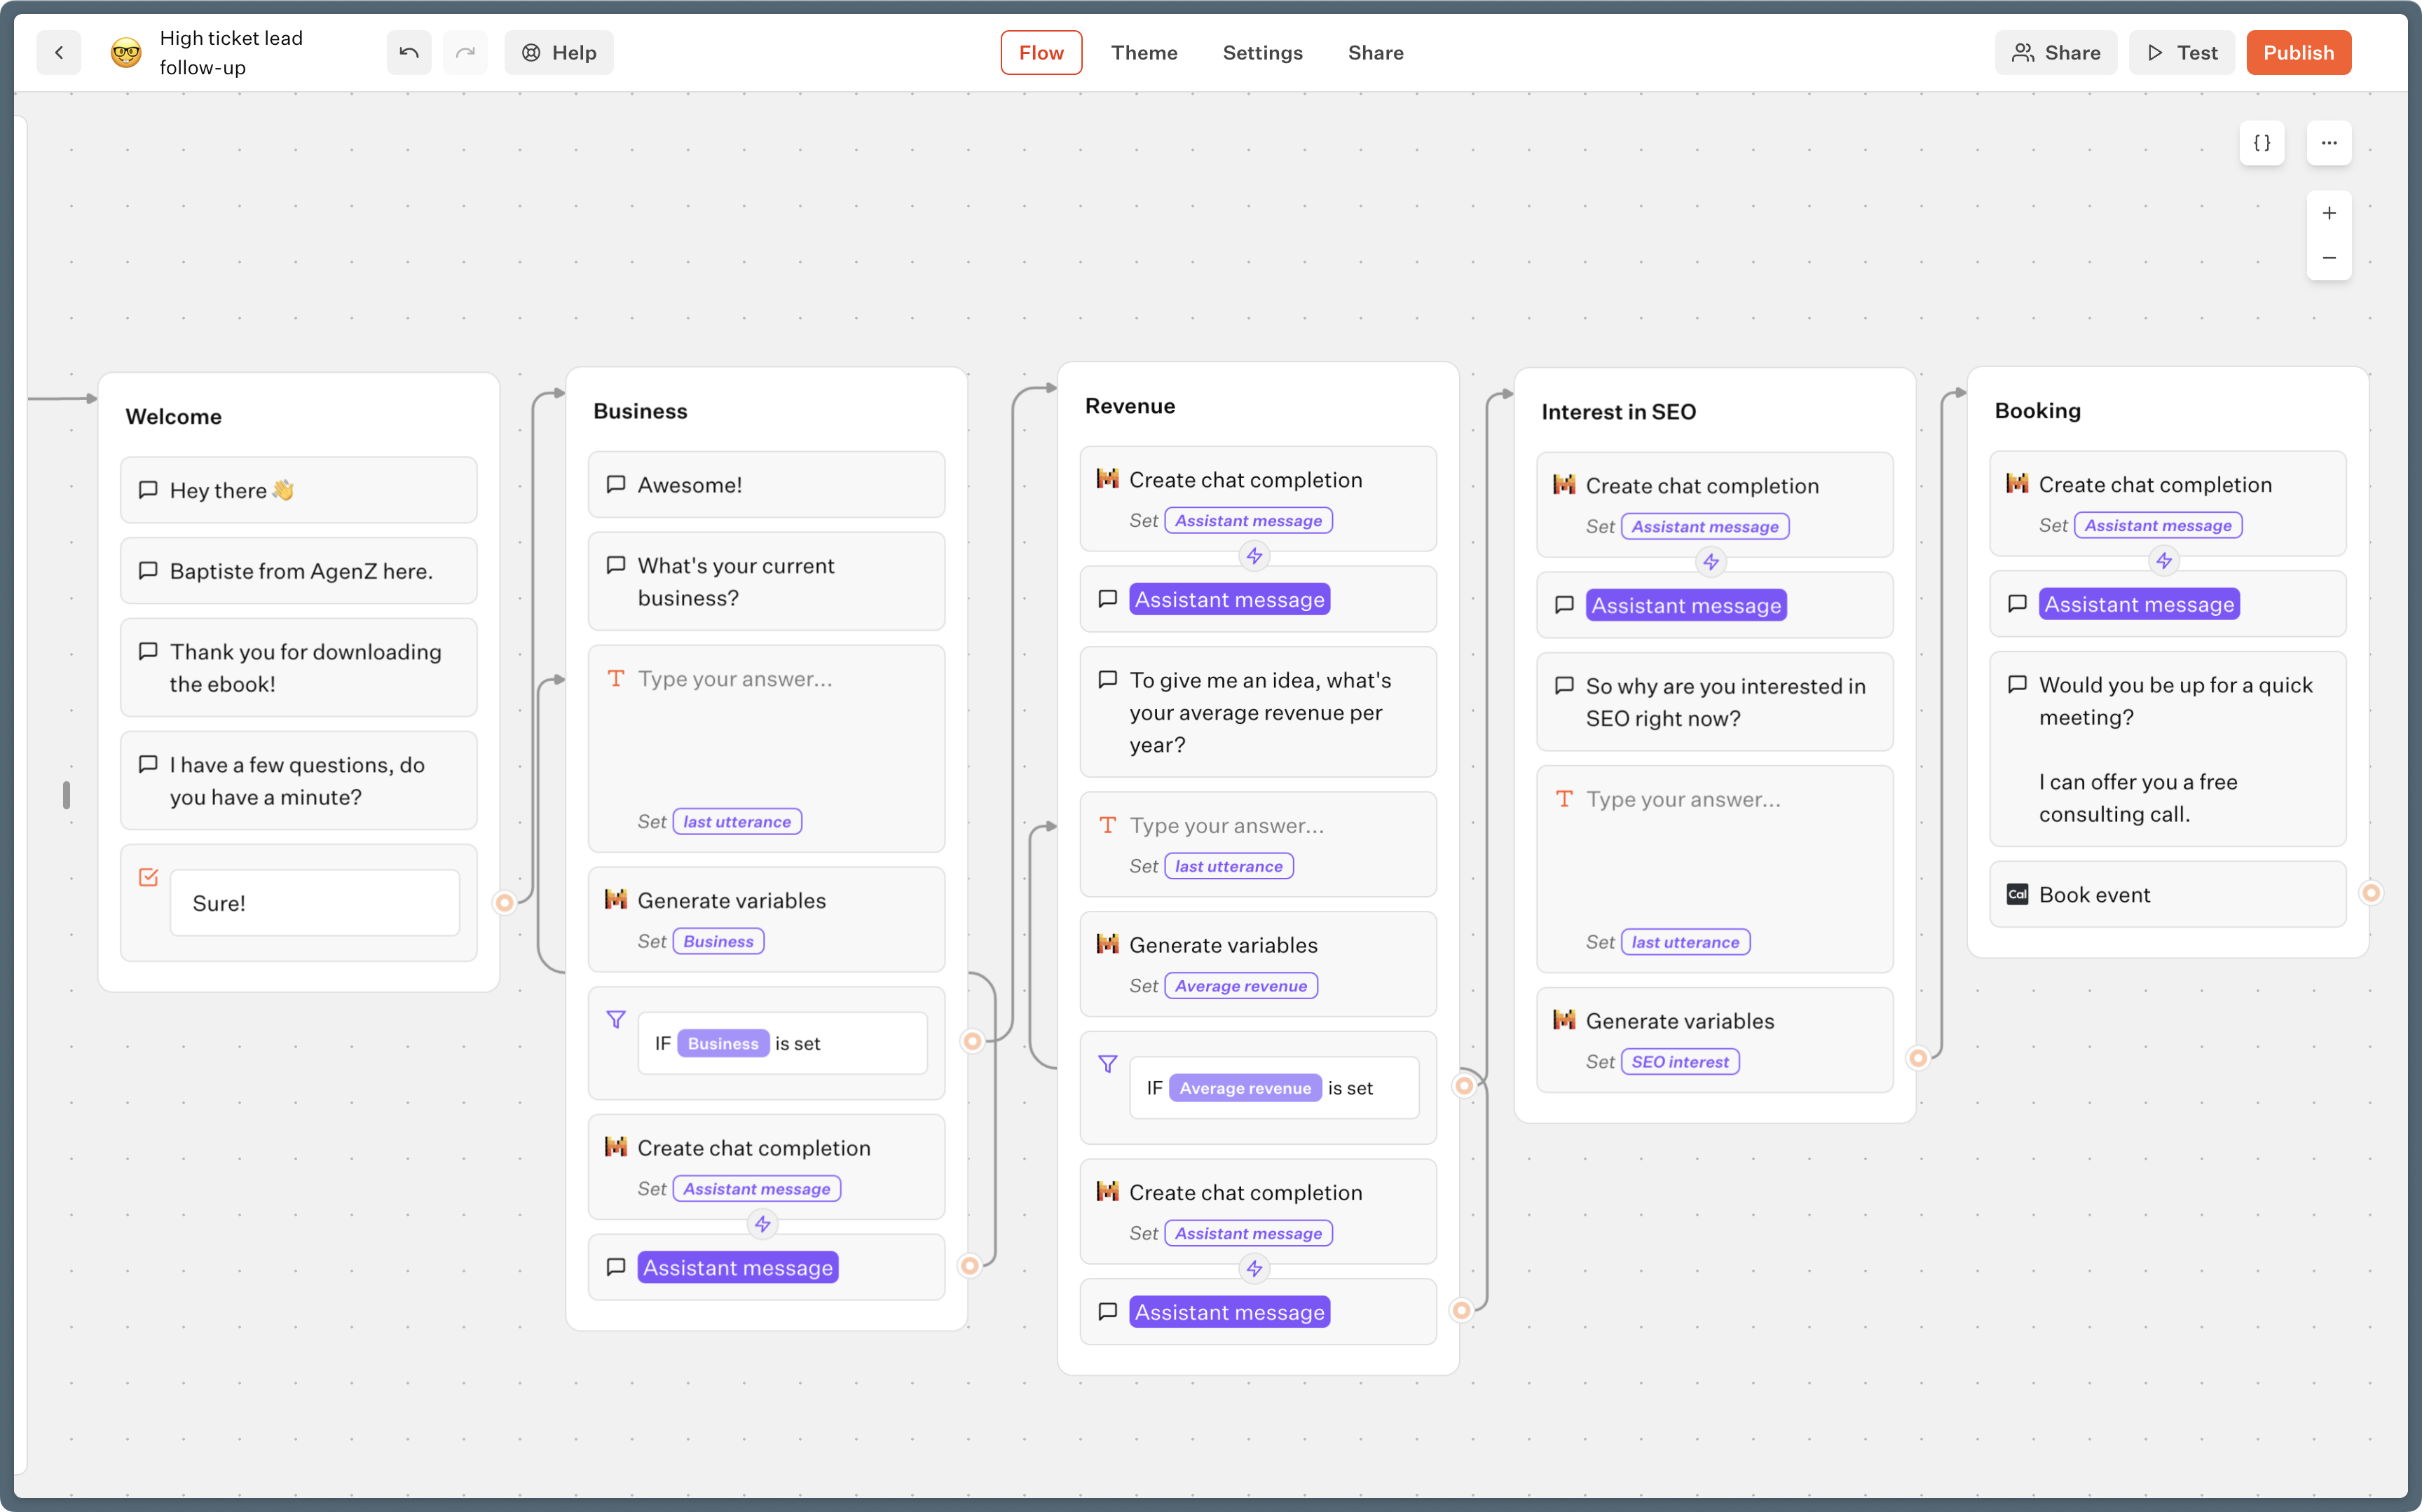 High ticket lead
follow-up
Help
Flow
Theme
Settings
Share
Share
Test
Publish
Welcome
Hey there 👋
Baptiste from AgenZ here.
Thank you for downloading
the ebook!
I have a few questions, do
you have a minute?
Sure!
Business
Awesome!
What's your current
business?
Type your answer...
Set last utterance
Generate variables
Set Business
IF Business is set
Create chat completion
Set Assistant message
Assistant message
Revenue
Create chat completion
Set Assistant message
Assistant message
To give me an idea, what's
your average revenue per
year?
Type your answer...
Set last utterance
Generate variables
Set Average revenue
IF Average revenue is set
Create chat completion
Set Assistant message
Assistant message
Interest in SEO
Create chat completion
Set Assistant message
Assistant message
So why are you interested in
SEO right now?
Type your answer...
Set last utterance
Generate variables
Set SEO interest
Booking
Create chat completion
Set Assistant message
Assistant message
Would you be up for a quick
meeting?
I can offer you a free
consulting call.
Cal Book event